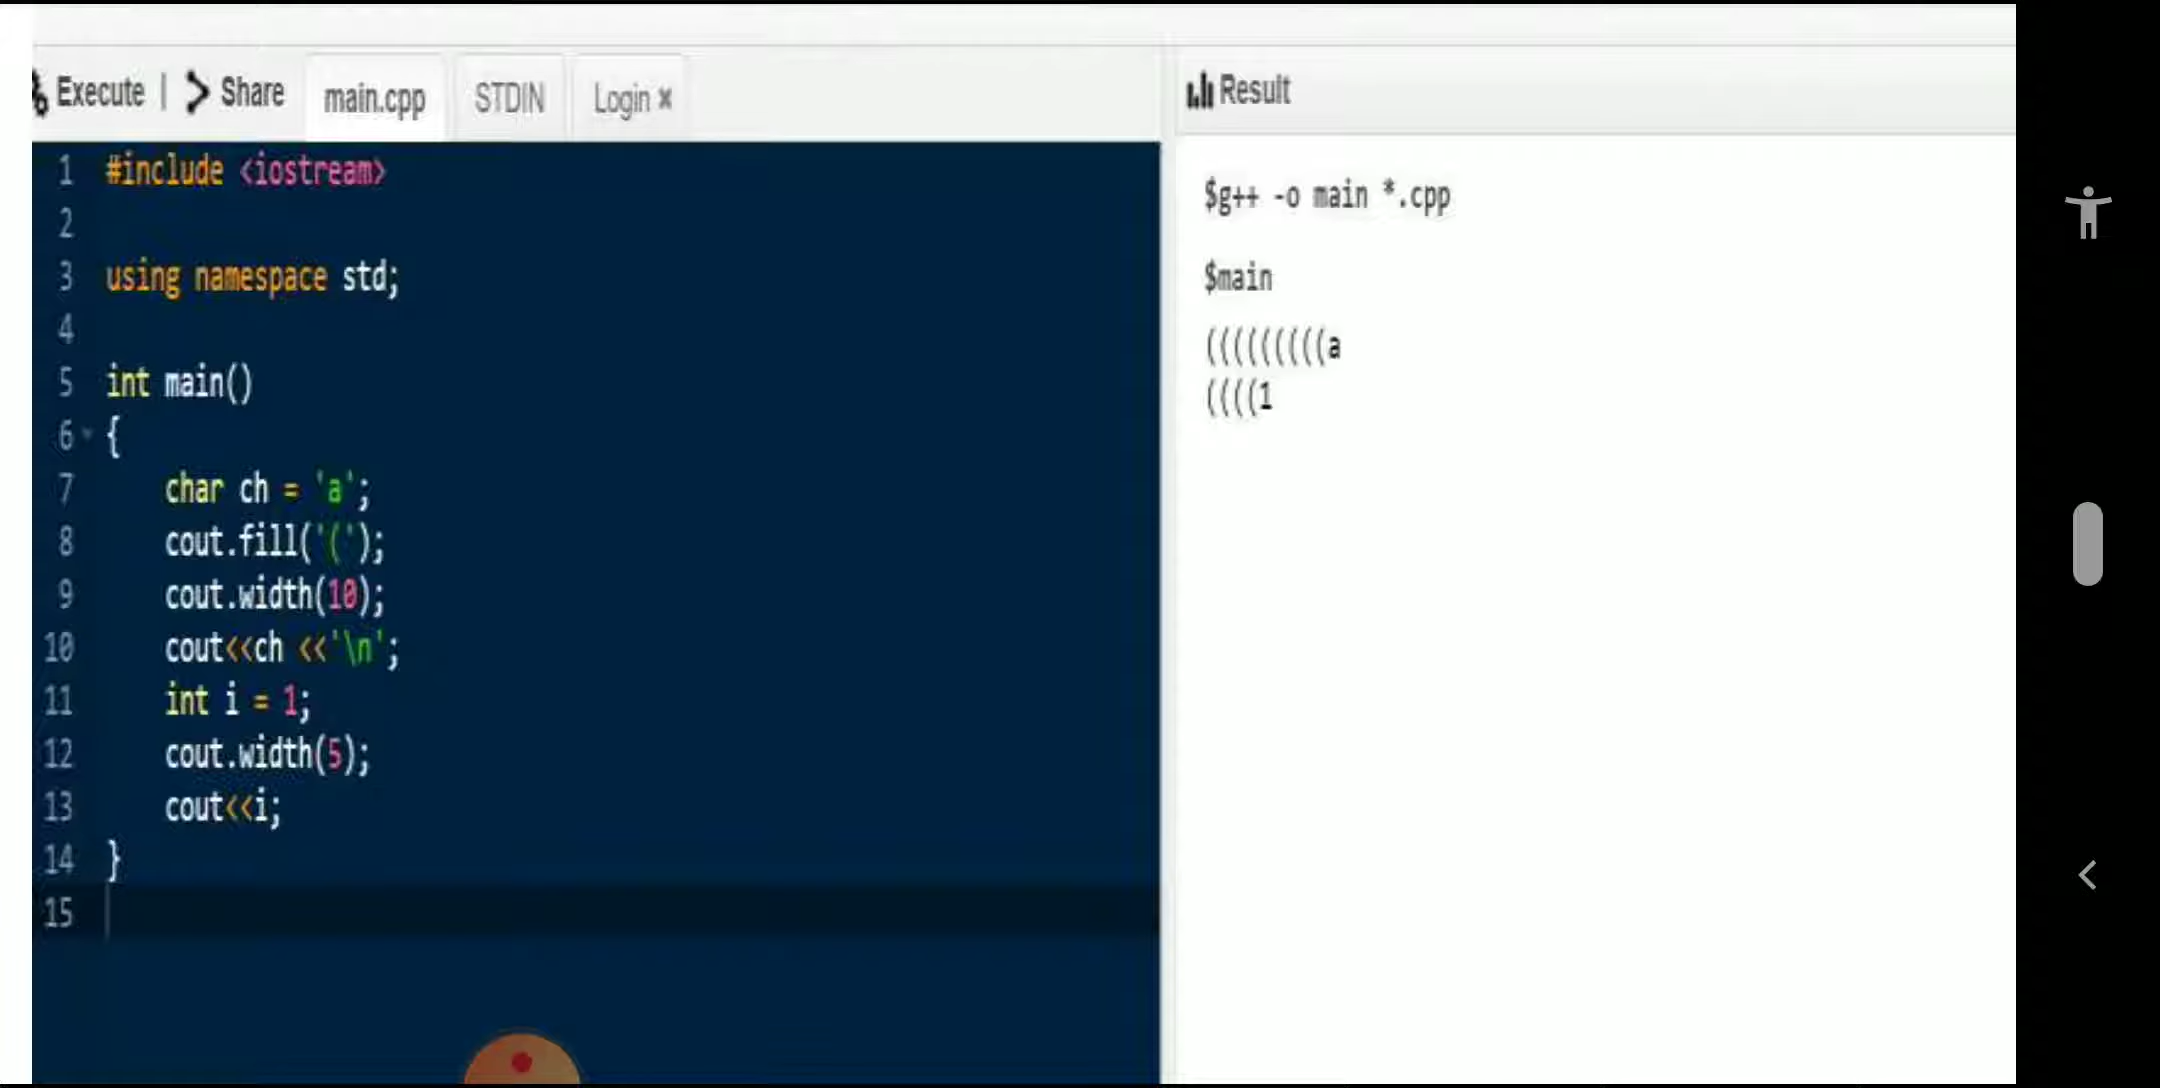 Execute | Share main.cpp STDIN Login ×
Result
1 #include <iostream>
2
3 using namespace std;
4
5 int main()
6 {
7 char ch = 'a';
8 cout.fill('(');
9 cout.width(10);
10 cout<<ch <<'\n';
11 int i = 1;
12 cout.width(5);
13 cout<<i;
14 }
15
$g++ -o main *.cpp
$main
(((((((((a
((((1